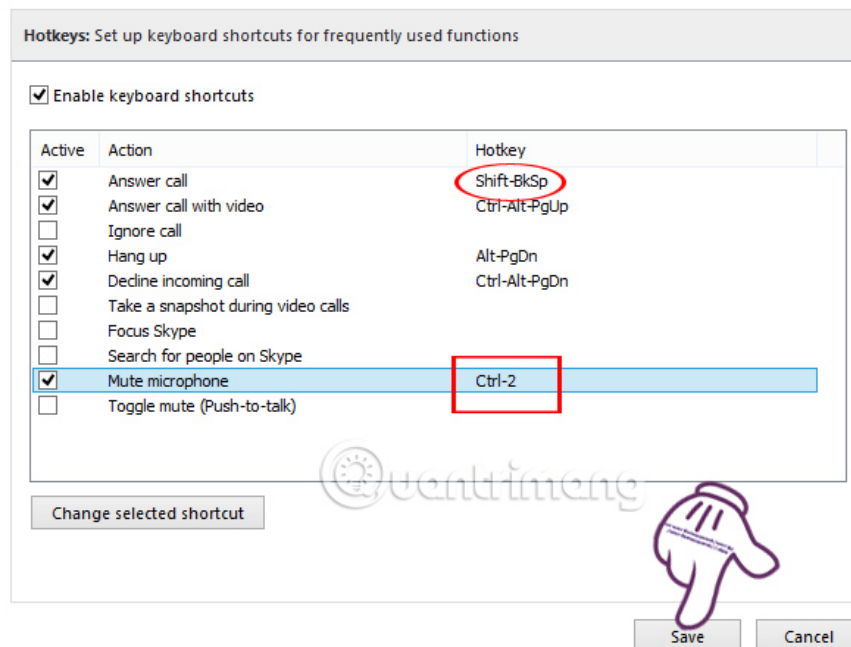 Hotkeys: Set up keyboard shortcuts for frequently used functions
Enable keyboard shortcuts
Active Action Hotkey
Answer call Shift-BkSp
Answer call with video Ctrl-Alt-PgUp
Ignore call
Hang up Alt-PgDn
Decline incoming call Ctrl-Alt-PgDn
Take a snapshot during video calls
Focus Skype
Search for people on Skype
Mute microphone Ctrl-2
Toggle mute (Push-to-talk)
Quantrimang
Change selected shortcut
Save Cancel